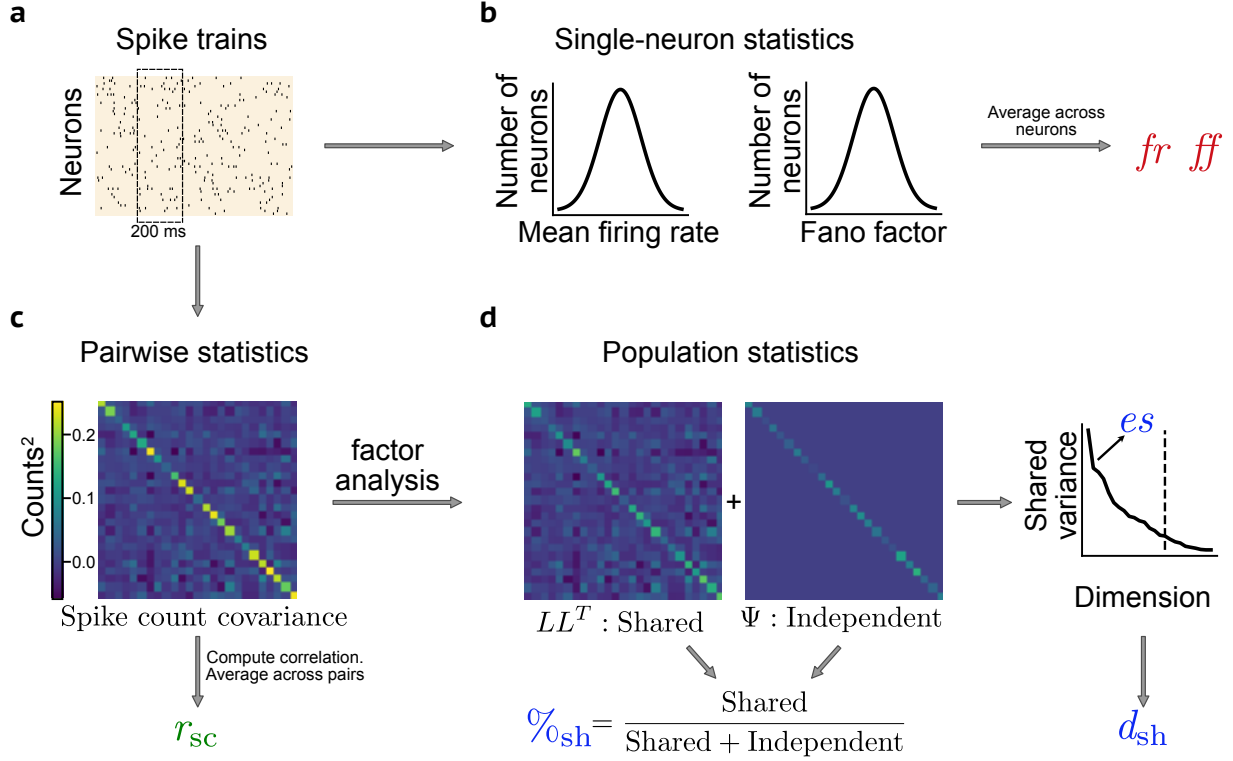 a
Spike trains
Neurons
200 ms
b
Single-neuron statistics
Number of
neurons
Mean firing rate
Number of
neurons
Fano factor
Average across
neurons
fr ff
c
Pairwise statistics
Counts²
0.2
0.1
0.0
Spike count covariance
Compute correlation.
Average across pairs
r_sc
factor
analysis
d
Population statistics
+
LL^T : Shared
Ψ : Independent
%_sh = Shared
Shared + Independent
Shared
variance
es
Dimension
d_sh